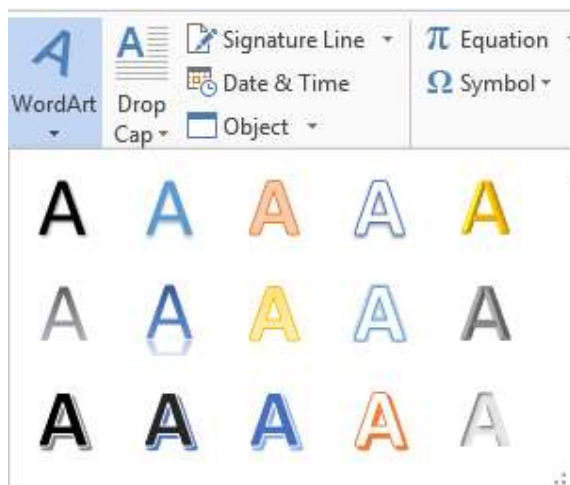 WordArt
Drop
Cap
Signature Line
Date & Time
Object
π Equation
Ω Symbol
A A A A A
A A A A A
A A A A A